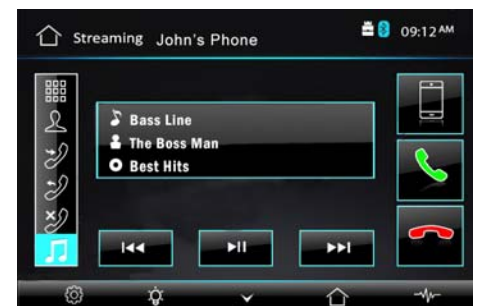 Streaming John's Phone 09:12 AM
Bass Line
The Boss Man
Best Hits